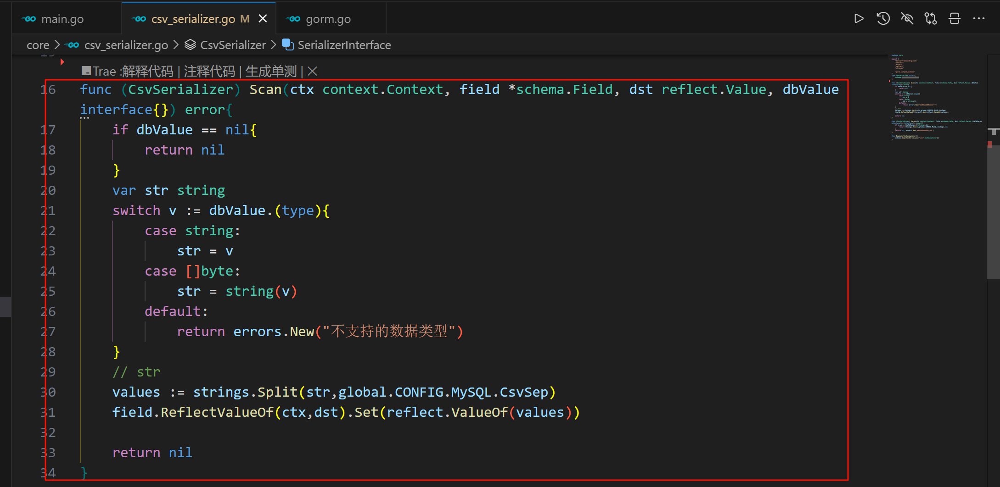 main.go csv_serializer.go M gorm.go
core > csv_serializer.go > CsvSerializer > SerializerInterface
Trae :解释代码 | 注释代码 | 生成单测 |
16 func (CsvSerializer) Scan(ctx context.Context, field *schema.Field, dst reflect.Value, dbValue
interface{}) error{
17 if dbValue == nil{
18 return nil
19 }
20 var str string
21 switch v := dbValue.(type){
22 case string:
23 str = v
24 case []byte:
25 str = string(v)
26 default:
27 return errors.New("不支持的数据类型")
28 }
29 // str
30 values := strings.Split(str,global.CONFIG.MySQL.CsvSep)
31 field.ReflectValueOf(ctx,dst).Set(reflect.ValueOf(values))
32
33 return nil
34 }